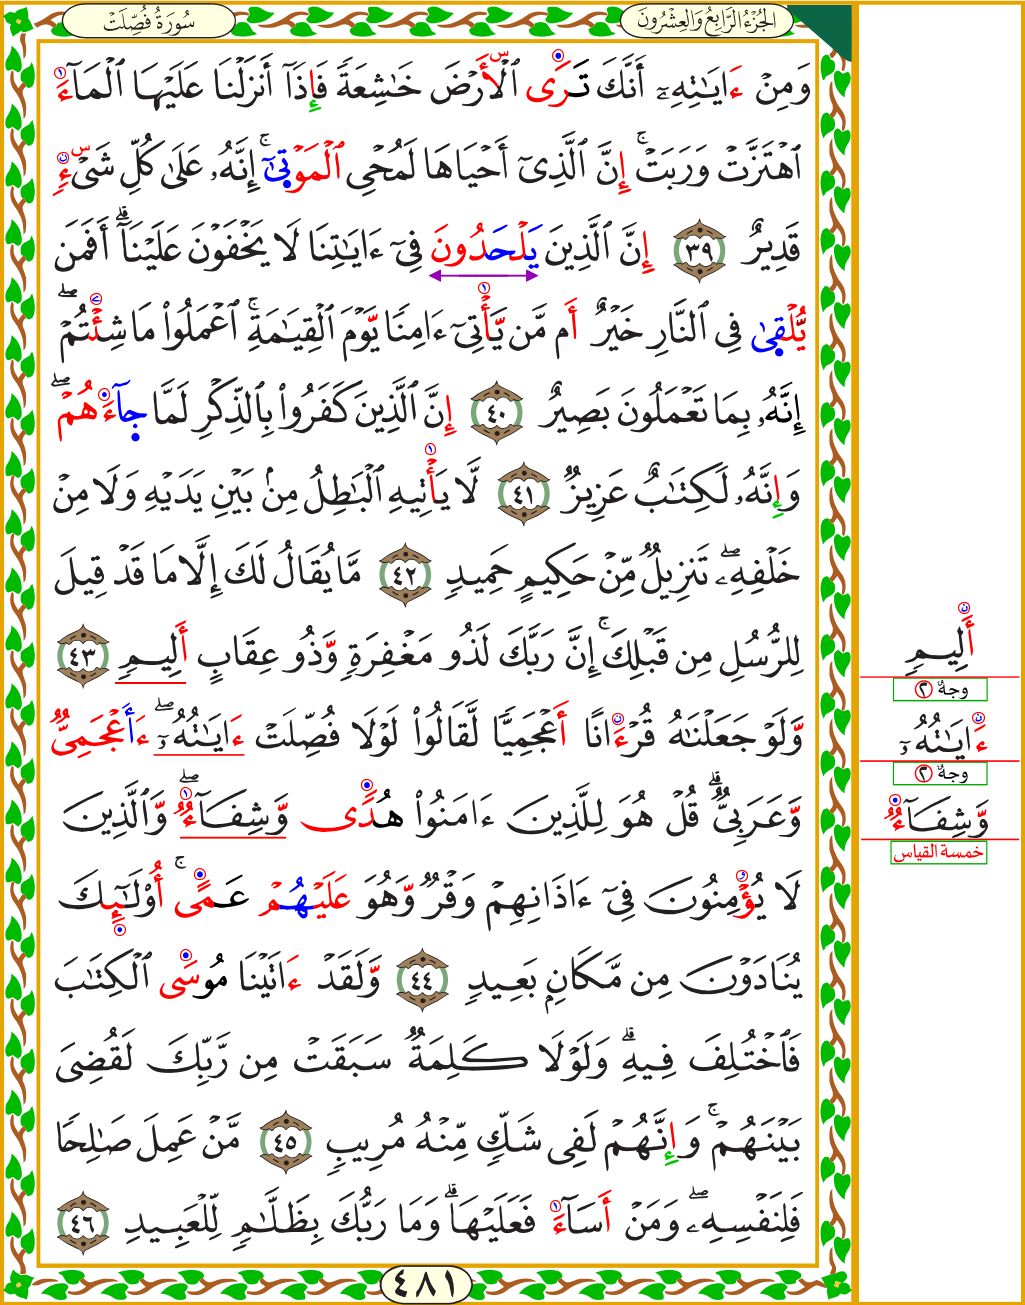 الجُزْءُ الرَّابِعُ وَالعِشْرُونَ
سُورَةُ فُصِّلَتْ
وَمِنْ ءَايَٰتِهِۦٓ أَنَّكَ تَرَى ٱلْأَرْضَ خَٰشِعَةً فَإِذَآ أَنزَلْنَا عَلَيْهَا ٱلْمَآءَ
ٱهْتَزَّتْ وَرَبَتْ ۚ إِنَّ ٱلَّذِىٓ أَحْيَاهَا لَمُحْىِ ٱلْمَوْتَىٰٓ ۚ إِنَّهُۥ عَلَىٰ كُلِّ شَىْءٍ
قَدِيرٌ ٣٩ إِنَّ ٱلَّذِينَ يَلْحَدُونَ فِىٓ ءَايَٰتِنَا لَا يَخْفَوْنَ عَلَيْنَآ ۗ أَفَمَن
يُلْقَىٰ فِى ٱلنَّارِ خَيْرٌ أَم مَّن يَأْتِىٓ ءَامِنًا يَوْمَ ٱلْقِيَٰمَةِ ۚ ٱعْمَلُوا۟ مَا شِئْتُمْ ۖ
إِنَّهُۥ بِمَا تَعْمَلُونَ بَصِيرٌ ٤٠ إِنَّ ٱلَّذِينَ كَفَرُوا۟ بِٱلذِّكْرِ لَمَّا جَآءَهُمْ ۖ
وَإِنَّهُۥ لَكِتَٰبٌ عَزِيزٌ ٤١ لَّا يَأْتِيهِ ٱلْبَٰطِلُ مِنۢ بَيْنِ يَدَيْهِ وَلَا مِنْ
خَلْفِهِۦ ۖ تَنزِيلٌ مِّنْ حَكِيمٍ حَمِيدٍ ٤٢ مَّا يُقَالُ لَكَ إِلَّا مَا قَدْ قِيلَ
لِلرُّسُلِ مِن قَبْلِكَ ۚ إِنَّ رَبَّكَ لَذُو مَغْفِرَةٍ وَّذُو عِقَابٍ أَلِيمٍ ٤٣
وَّلَوْ جَعَلْنَٰهُ قُرْءَانًا أَعْجَمِيًّا لَّقَالُوا۟ لَوْلَا فُصِّلَتْ ءَايَٰتُهُۥٓ ۖ ءَأَعْجَمِىٌّ
وَّعَرَبِىٌّ ۗ قُلْ هُوَ لِلَّذِينَ ءَامَنُوا۟ هُدًى وَّشِفَآءٌ ۖ وَّٱلَّذِينَ
لَا يُؤْمِنُونَ فِىٓ ءَاذَانِهِمْ وَقْرٌ وَّهُوَ عَلَيْهُمْ عَمًى ۚ أُو۟لَٰٓئِكَ
يُنَادَوْنَ مِن مَّكَانٍۭ بَعِيدٍ ٤٤ وَّلَقَدْ ءَاتَيْنَا مُوسَى ٱلْكِتَٰبَ
فَٱخْتُلِفَ فِيهِ ۗ وَلَوْلَا كَلِمَةٌ سَبَقَتْ مِن رَّبِّكَ لَقُضِىَ
بَيْنَهُمْ ۚ وَإِنَّهُمْ لَفِى شَكٍّ مِّنْهُ مُرِيبٍ ٤٥ مَّنْ عَمِلَ صَٰلِحًا
فَلِنَفْسِهِۦ ۖ وَمَنْ أَسَآءَ فَعَلَيْهَا ۗ وَمَا رَبُّكَ بِظَلَّٰمٍ لِّلْعَبِيدِ ٤٦
٤٨١
أَلِيمٍ
وجهٌ ٢
ءَايَٰتُهُۥٓ
وجهٌ ٢
وَّشِفَآءٌ
خمسة القياس